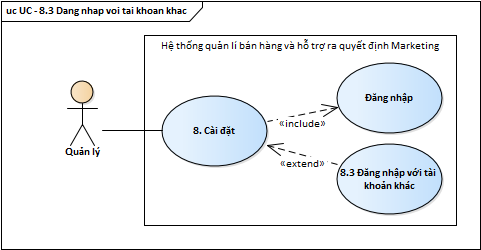 uc UC - 8.3 Dang nhap voi tai khoan khac
Hệ thống quản lí bán hàng và hỗ trợ ra quyết định Marketing
Đăng nhập
«include»
8. Cài đặt
Quản lý
«extend»
8.3 Đăng nhập với tài
khoản khác